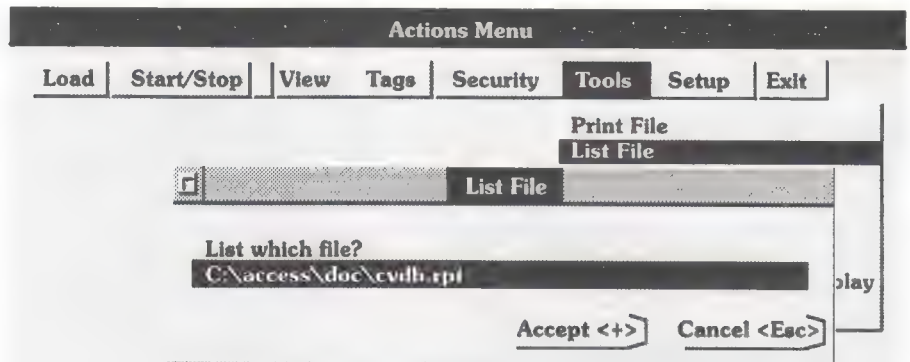 Actions Menu
Load Start/Stop View Tags Security Tools Setup Exit
Print File
List File
List File
List which file?
C:\access\doc\cvdb.rpt
play
Accept <+> Cancel <Esc>